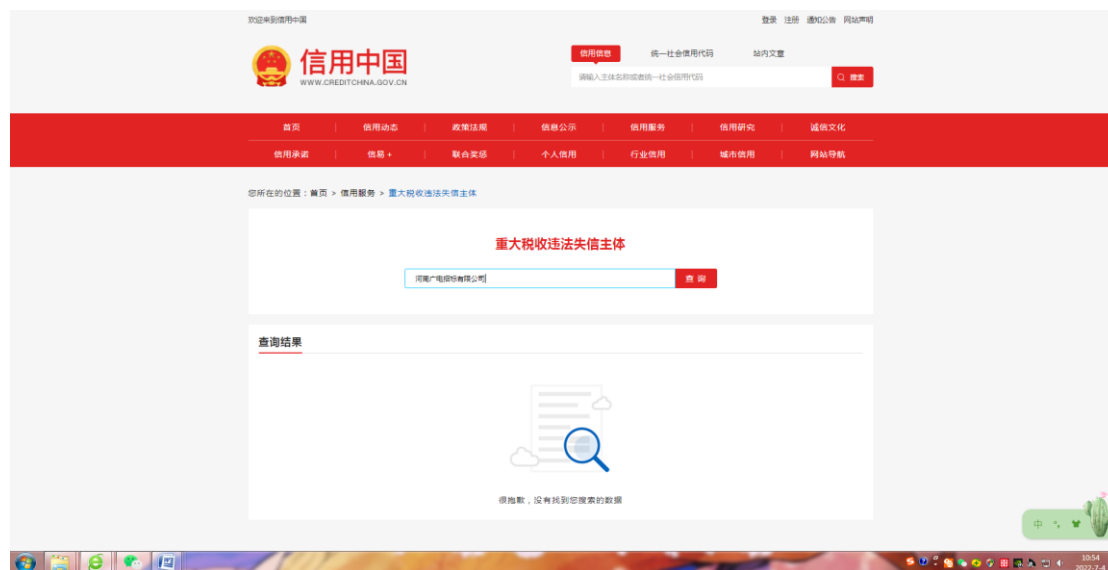 欢迎来到信用中国
登录 注册 通知公告 网站声明
信用中国
WWW.CREDITCHINA.GOV.CN
信用信息 统一社会信用代码 站内文章
请输入主体名称或者统一社会信用代码 搜索
首页 信用动态 政策法规 信息公示 信用服务 信用研究 诚信文化
信用承诺 信易+ 联合奖惩 个人信用 行业信用 城市信用 网站导航
您所在的位置：首页 > 信用服务 > 重大税收违法失信主体
重大税收违法失信主体
河南广电招标有限公司 查询
查询结果
很抱歉，没有找到您搜索的数据
中
10:54
2022-7-4